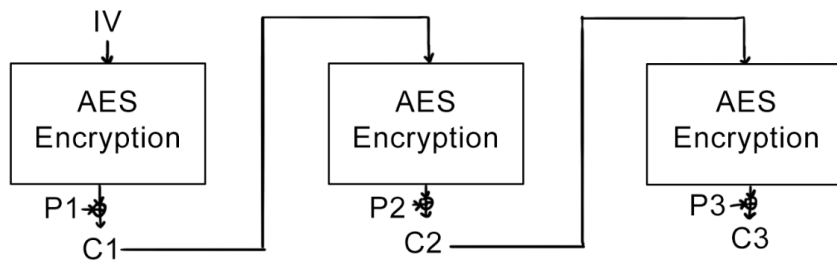 IV
AES
Encryption
AES
Encryption
AES
Encryption
P1
P2
P3
C1
C2
C3